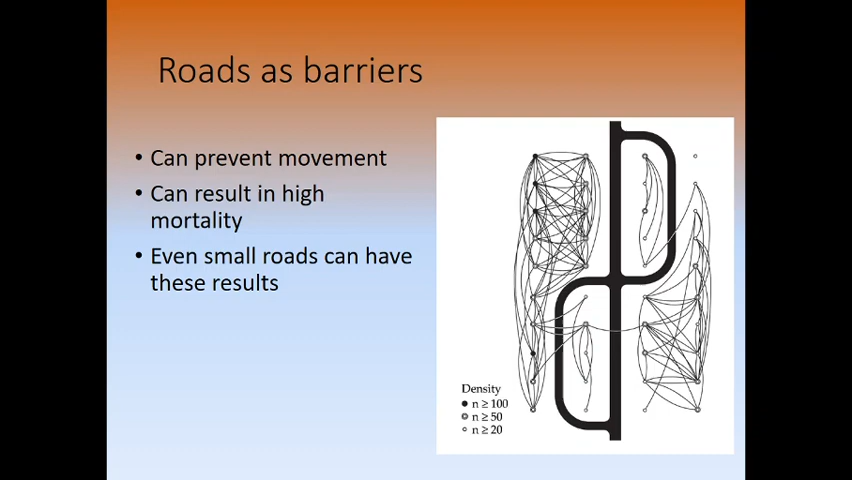 Roads as barriers
• Can prevent movement
• Can result in high
mortality
• Even small roads can have
these results
Density
n ≥ 100
n ≥ 50
n ≥ 20